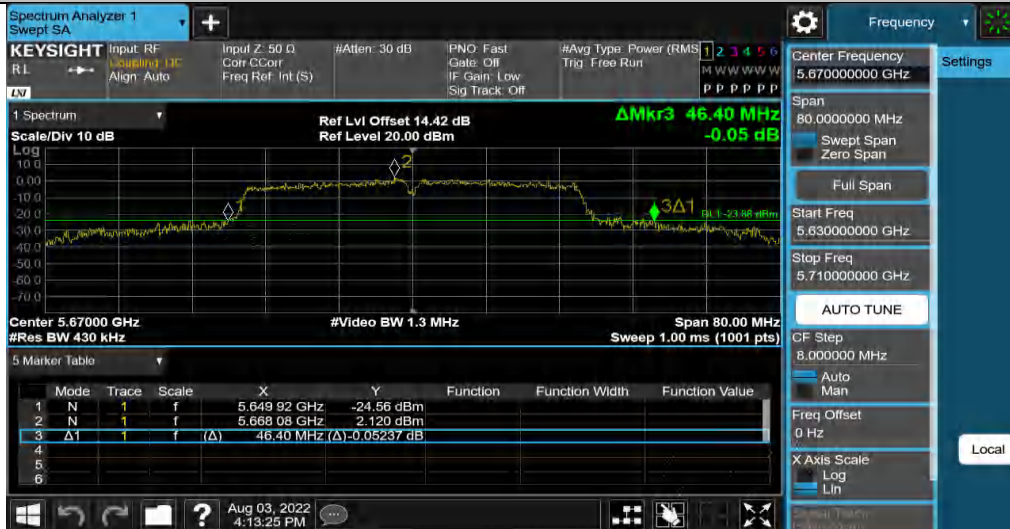 Spectrum Analyzer 1
Swept SA
+
Frequency
KEYSIGHT
RL
LXI
Input: RF
Coupling: DC
Align: Auto
Input Z: 50 Ω
Corr CCorr
Freq Ref: Int (S)
#Atten: 30 dB
PNO: Fast
Gate: Off
IF Gain: Low
Sig Track: Off
#Avg Type: Power (RMS
Trig: Free Run
1 2 3 4 5 6
M W W W W W
P P P P P P
1 Spectrum
Scale/Div 10 dB
Ref Lvl Offset 14.42 dB
Ref Level 20.00 dBm
ΔMkr3 46.40 MHz
-0.05 dB
Log
10.0
0.00
-10.0
-20.0
-30.0
-40.0
-50.0
-60.0
-70.0
2
3Δ1
DL1 -23.88 dBm
Center 5.67000 GHz
#Res BW 430 kHz
#Video BW 1.3 MHz
Span 80.00 MHz
Sweep 1.00 ms (1001 pts)
5 Marker Table
Mode Trace Scale X Y Function Function Width Function Value
1 N 1 f 5.649 92 GHz -24.56 dBm
2 N 1 f 5.668 08 GHz 2.120 dBm
3 Δ1 1 f (Δ) 46.40 MHz (Δ) -0.05237 dB
4
5
6
Aug 03, 2022
4:13:25 PM
?
Center Frequency
5.670000000 GHz
Settings
Span
80.0000000 MHz
Swept Span
Zero Span
Full Span
Start Freq
5.630000000 GHz
Stop Freq
5.710000000 GHz
AUTO TUNE
CF Step
8.000000 MHz
Auto
Man
Freq Offset
0 Hz
X Axis Scale
Log
Lin
Local